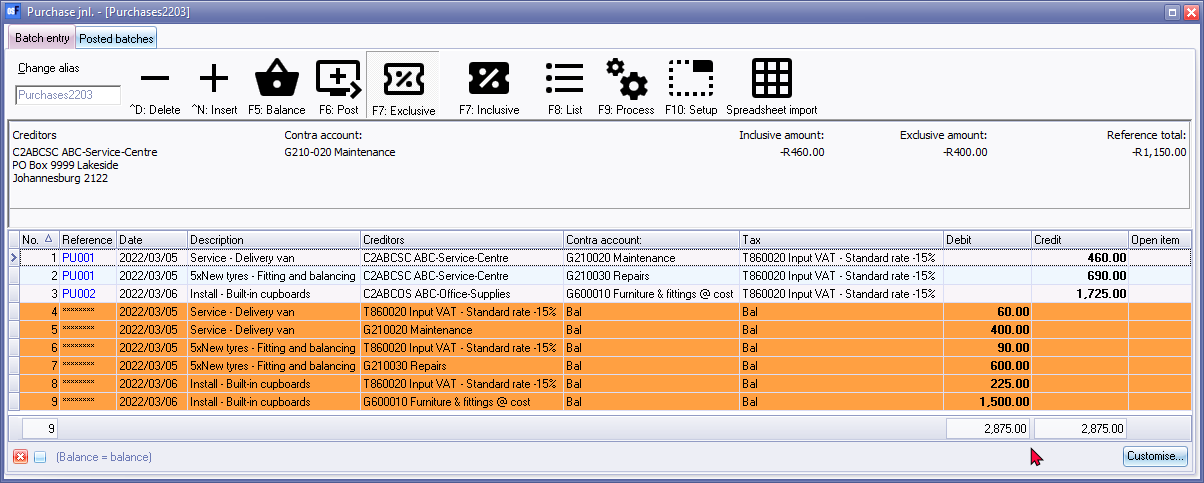 Purchase jnl. - [Purchases2203]
Batch entry Posted batches
Change alias
Purchases2203
^D: Delete ^N: Insert F5: Balance F6: Post F7: Exclusive F7: Inclusive F8: List F9: Process F10: Setup Spreadsheet import
Creditors Contra account: Inclusive amount: Exclusive amount: Reference total:
C2ABCSC ABC-Service-Centre G210-020 Maintenance -R460.00 -R400.00 -R1,150.00
PO Box 9999 Lakeside
Johannesburg 2122
No. Reference Date Description Creditors Contra account: Tax Debit Credit Open item
1 PU001 2022/03/05 Service - Delivery van C2ABCSC ABC-Service-Centre G210020 Maintenance T860020 Input VAT - Standard rate -15% 460.00
2 PU001 2022/03/05 5xNew tyres - Fitting and balancing C2ABCSC ABC-Service-Centre G210030 Repairs T860020 Input VAT - Standard rate -15% 690.00
3 PU002 2022/03/06 Install - Built-in cupboards C2ABCOS ABC-Office-Supplies G600010 Furniture & fittings @ cost T860020 Input VAT - Standard rate -15% 1,725.00
4 ******** 2022/03/05 Service - Delivery van T860020 Input VAT - Standard rate -15% Bal Bal 60.00
5 ******** 2022/03/05 Service - Delivery van G210020 Maintenance Bal Bal 400.00
6 ******** 2022/03/05 5xNew tyres - Fitting and balancing T860020 Input VAT - Standard rate -15% Bal Bal 90.00
7 ******** 2022/03/05 5xNew tyres - Fitting and balancing G210030 Repairs Bal Bal 600.00
8 ******** 2022/03/06 Install - Built-in cupboards T860020 Input VAT - Standard rate -15% Bal Bal 225.00
9 ******** 2022/03/06 Install - Built-in cupboards G600010 Furniture & fittings @ cost Bal Bal 1,500.00
9 2,875.00 2,875.00
(Balance = balance) Customise...